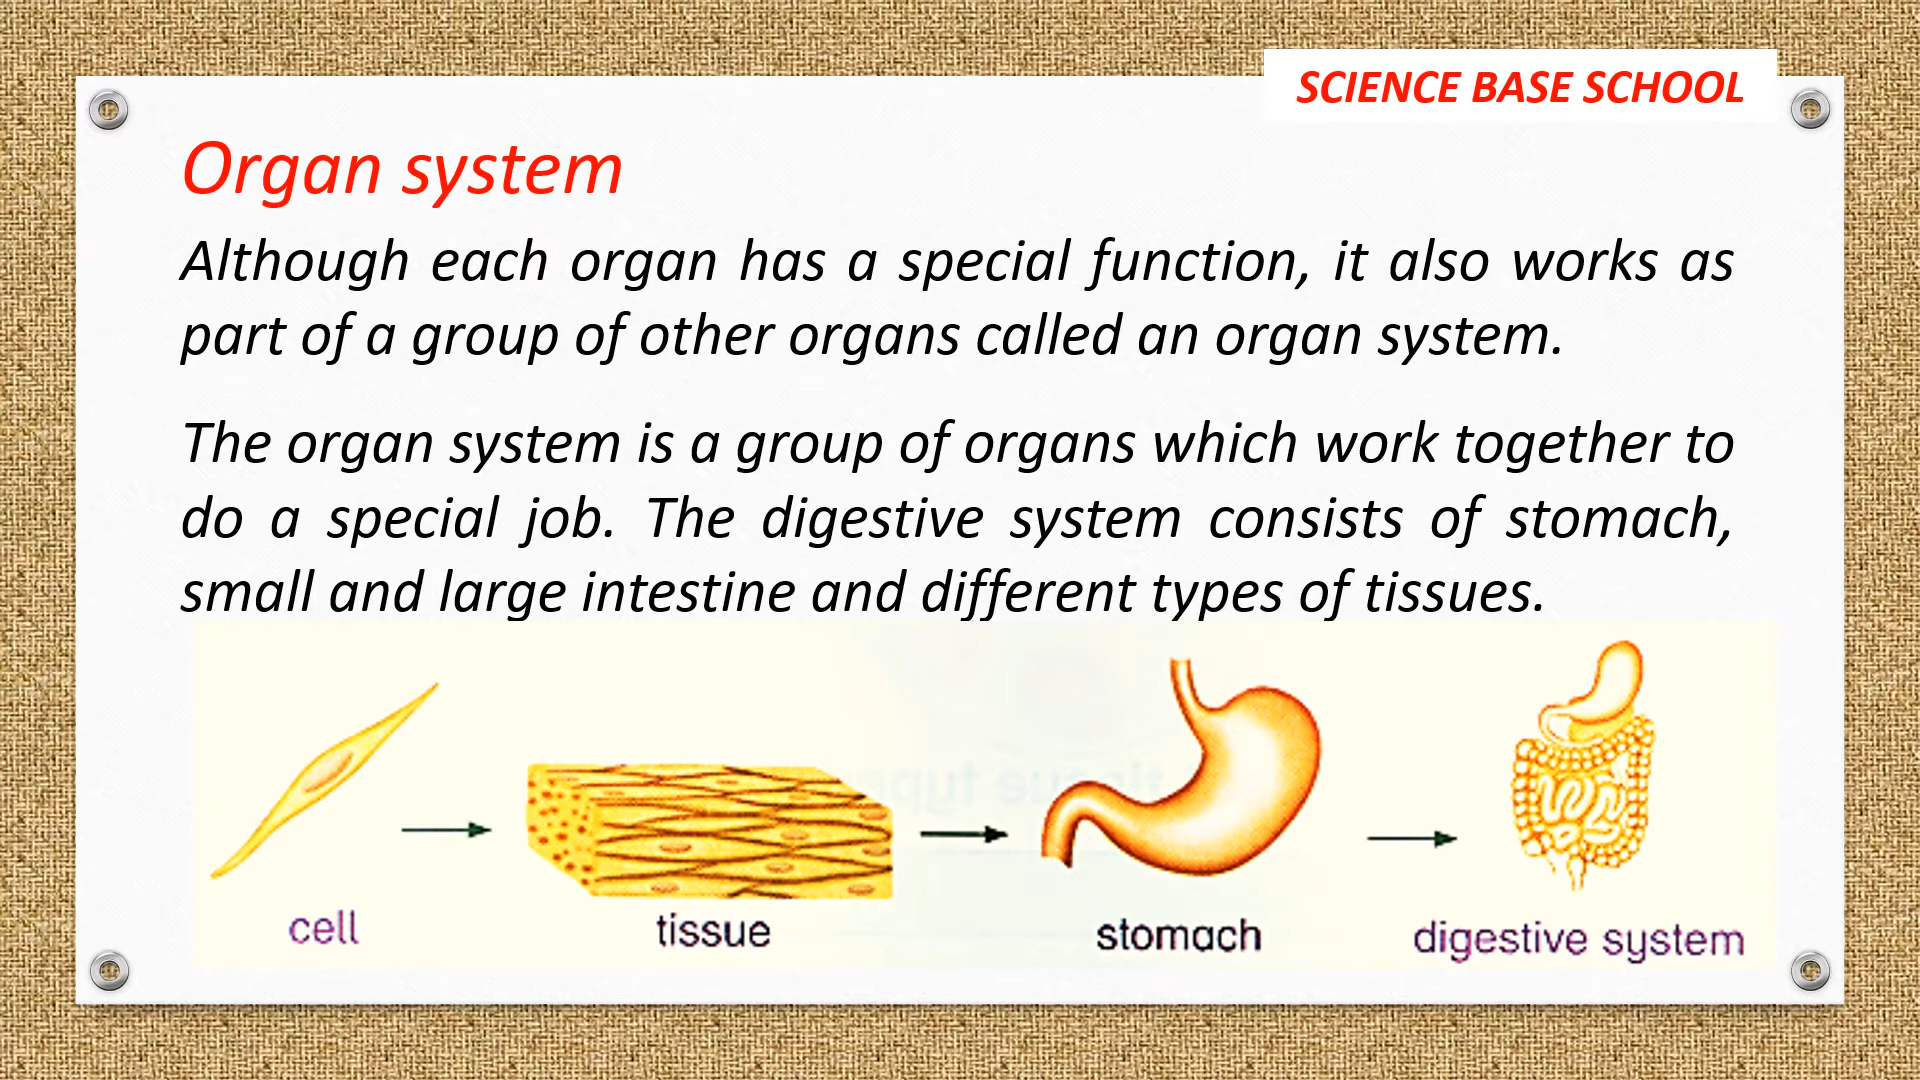 SCIENCE BASE SCHOOL
Organ system
Although each organ has a special function, it also works as
part of a group of other organs called an organ system.
The organ system is a group of organs which work together to
do a special job. The digestive system consists of stomach,
small and large intestine and different types of tissues.
cell
tissue
stomach
digestive system